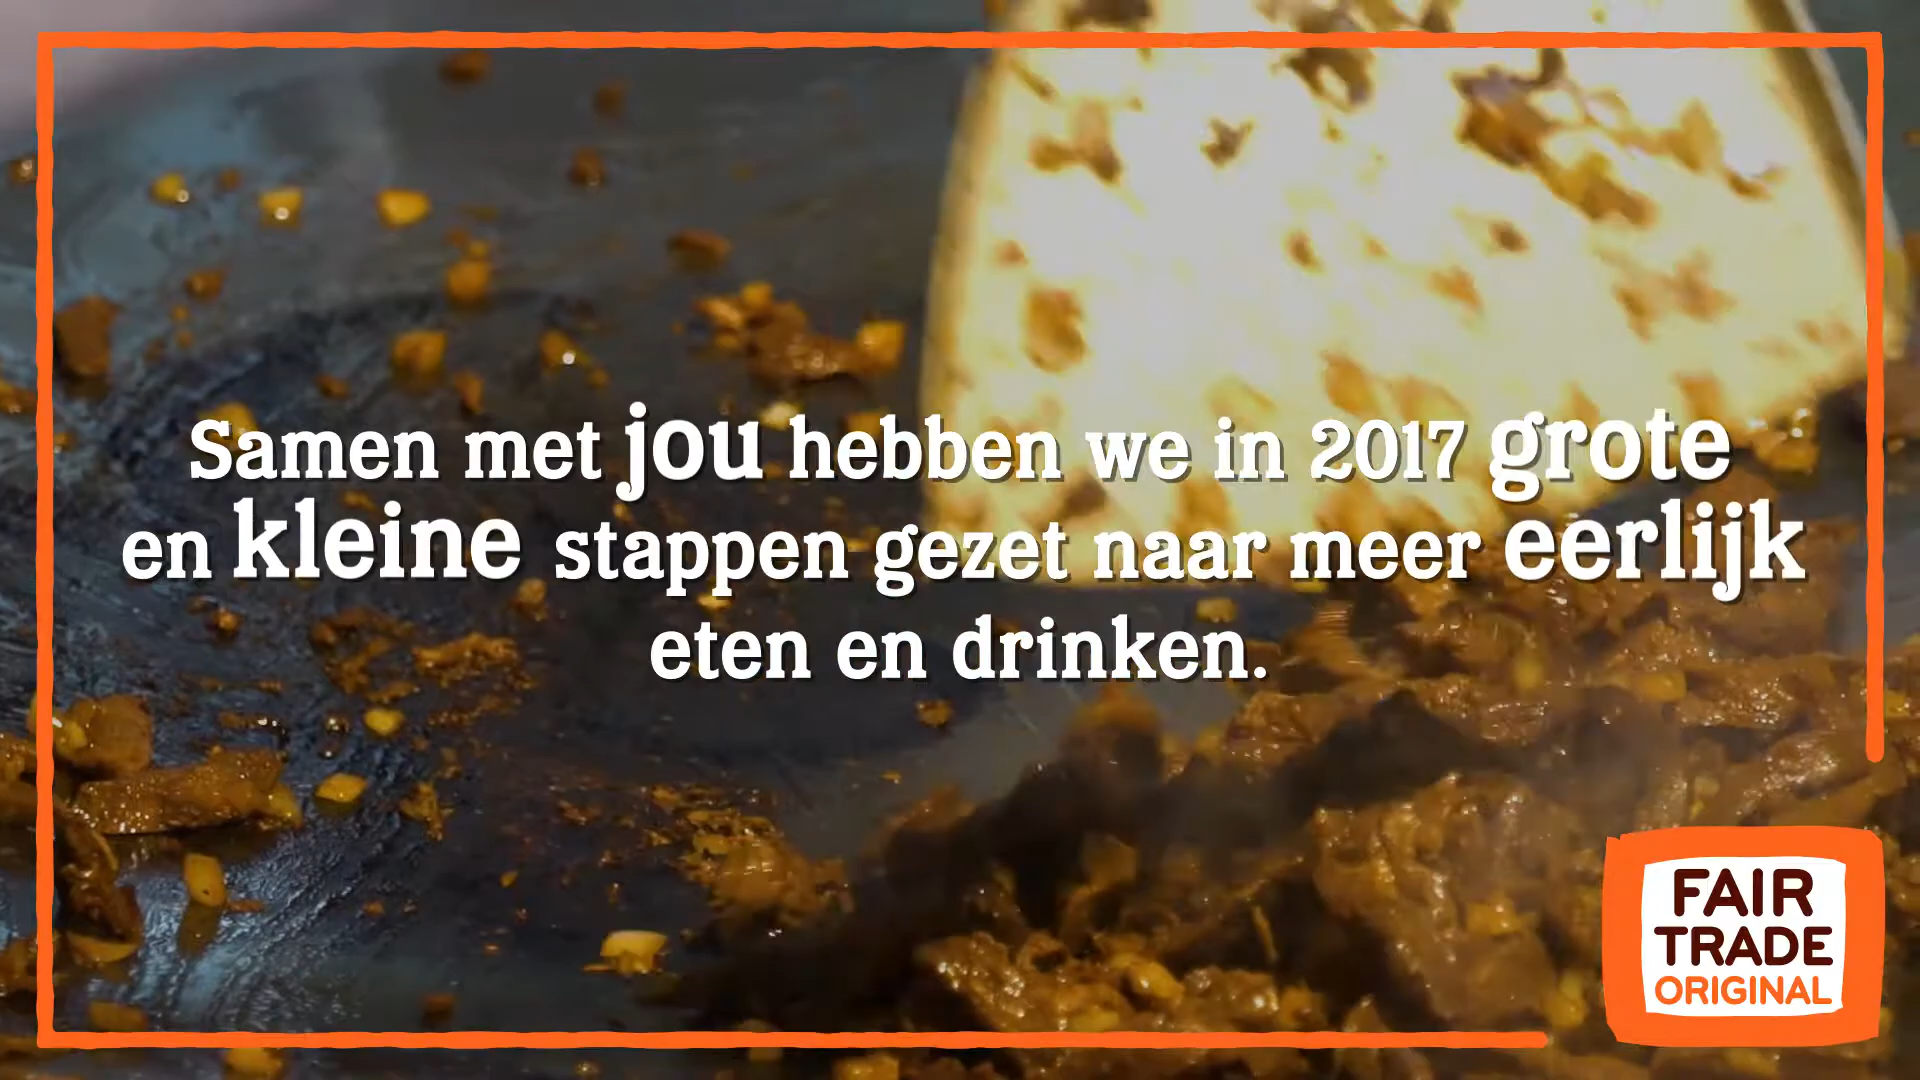 Samen met jou hebben we in 2017 grote
en kleine stappen gezet naar meer eerlijk
eten en drinken.
FAIR
TRADE
ORIGINAL